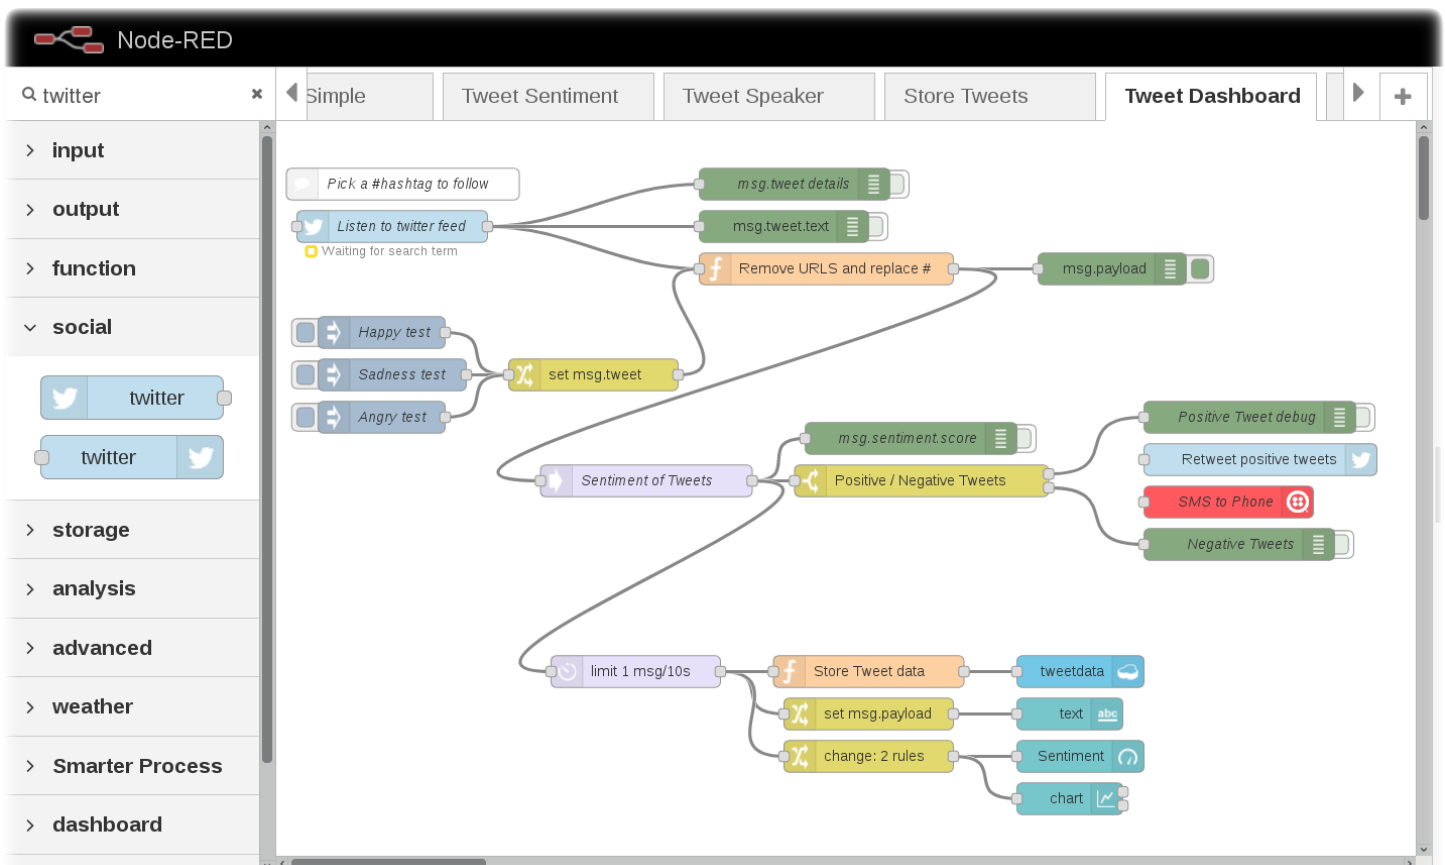 Node-RED
twitter
Simple
Tweet Sentiment
Tweet Speaker
Store Tweets
Tweet Dashboard
input
output
function
social
twitter
twitter
storage
analysis
advanced
weather
Smarter Process
dashboard
Pick a #hashtag to follow
msg.tweet details
Listen to twitter feed
msg.tweet.text
Waiting for search term
Remove URLS and replace #
msg.payload
Happy test
Sadness test
set msg.tweet
Angry test
Positive Tweet debug
msg.sentiment.score
Retweet positive tweets
Sentiment of Tweets
Positive / Negative Tweets
SMS to Phone
Negative Tweets
limit 1 msg/10s
Store Tweet data
tweetdata
set msg.payload
text
abc
change: 2 rules
Sentiment
chart